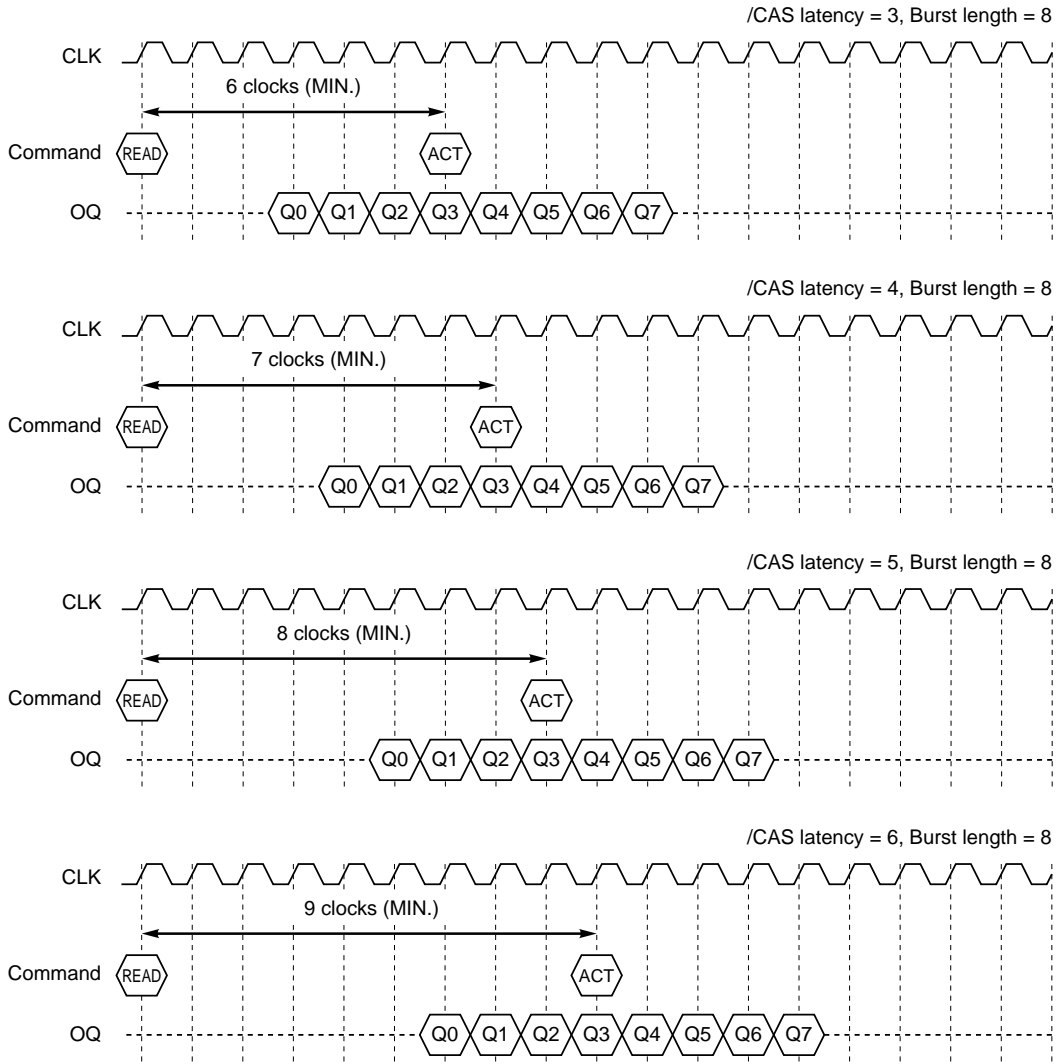 /CAS latency = 3, Burst length = 8
CLK
6 clocks (MIN.)
Command READ ACT
OQ Q0 Q1 Q2 Q3 Q4 Q5 Q6 Q7
/CAS latency = 4, Burst length = 8
CLK
7 clocks (MIN.)
Command READ ACT
OQ Q0 Q1 Q2 Q3 Q4 Q5 Q6 Q7
/CAS latency = 5, Burst length = 8
CLK
8 clocks (MIN.)
Command READ ACT
OQ Q0 Q1 Q2 Q3 Q4 Q5 Q6 Q7
/CAS latency = 6, Burst length = 8
CLK
9 clocks (MIN.)
Command READ ACT
OQ Q0 Q1 Q2 Q3 Q4 Q5 Q6 Q7